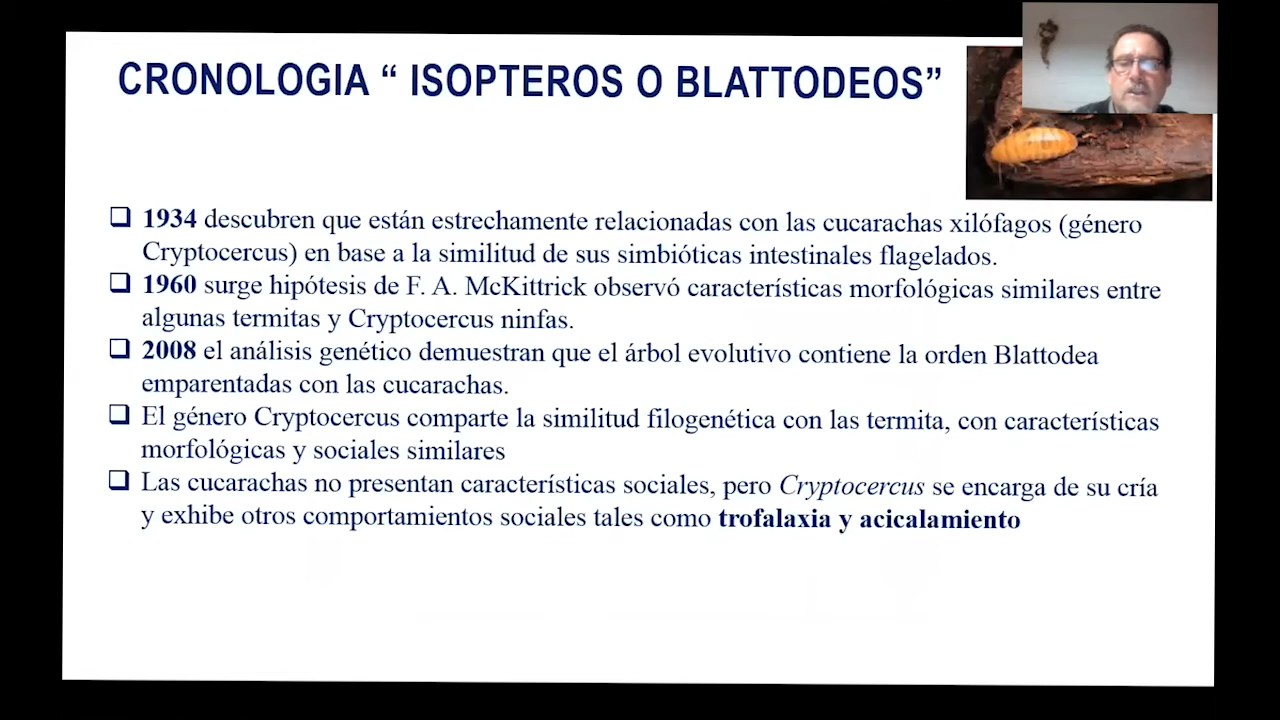 CRONOLOGIA “ ISOPTEROS O BLATTODEOS”
1934 descubren que están estrechamente relacionadas con las cucarachas xilófagos (género
Cryptocercus) en base a la similitud de sus simbióticas intestinales flagelados.
1960 surge hipótesis de F. A. McKittrick observó características morfológicas similares entre
algunas termitas y Cryptocercus ninfas.
2008 el análisis genético demuestran que el árbol evolutivo contiene la orden Blattodea
emparentadas con las cucarachas.
El género Cryptocercus comparte la similitud filogenética con las termita, con características
morfológicas y sociales similares
Las cucarachas no presentan características sociales, pero Cryptocercus se encarga de su cría
y exhibe otros comportamientos sociales tales como trofalaxia y acicalamiento